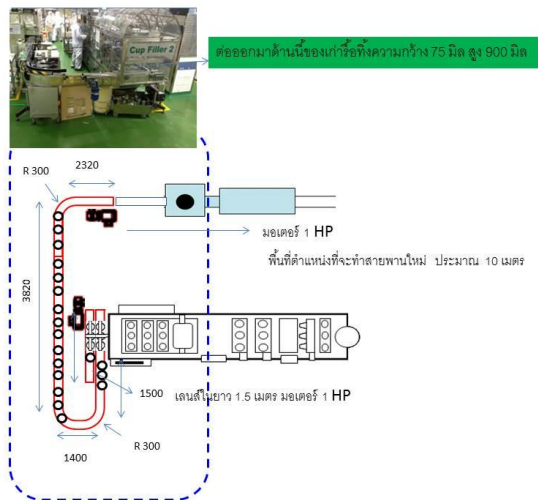 Cup Filler 2
ต่อออกมาด้านนี้ของเก่ารื้อทิ้งความกว้าง 75 มิล สูง 900 มิล
2320
R 300
มอเตอร์ 1 HP
พื้นที่ตำแหน่งที่จะทำสายพานใหม่ ประมาณ 10 เมตร
3820
1500
เลนส์ในยาว 1.5 เมตร มอเตอร์ 1 HP
R 300
1400